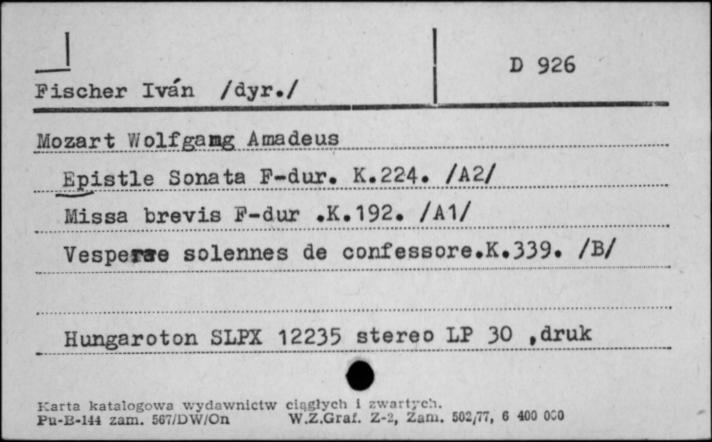 D 926
Fischer Iván /dyr./
Mozart Wolfgang Amadeus
Epistle Sonata F-dur. K.224. /A2/
Missa brevis F-dur .K.192. /A1/
Vesperae solennes de confessore.K.339. /B/
Hungaroton SLPX 12235 stereo LP 30 ,druk
Karta katalogowa wydawnictw ciągłych i zwartych.
Pu-B-144 zam. 567/DW/On W.Z.Graf. Z-2, Zam. 502/77, 6 400 000